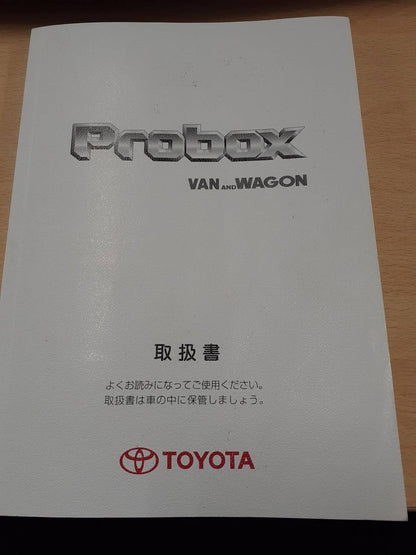 Probox
VAN AND WAGON
取扱書
よくお読みになってご使用ください。
取扱書は車の中に保管しましょう。
TOYOTA